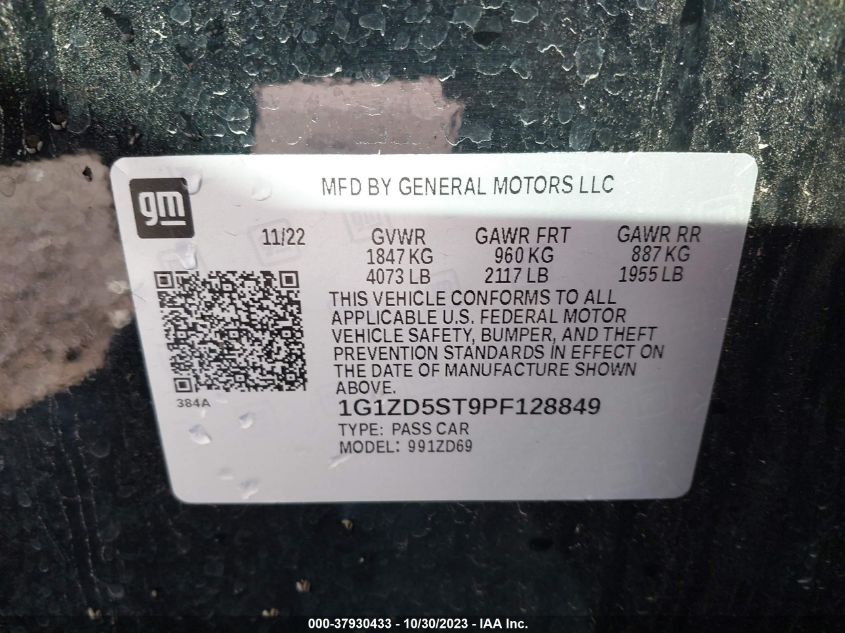 gm
MFD BY GENERAL MOTORS LLC
11/22 GVWR GAWR FRT GAWR RR
1847 KG 960 KG 887 KG
4073 LB 2117 LB 1955 LB
THIS VEHICLE CONFORMS TO ALL
APPLICABLE U.S. FEDERAL MOTOR
VEHICLE SAFETY, BUMPER, AND THEFT
PREVENTION STANDARDS IN EFFECT ON
THE DATE OF MANUFACTURE SHOWN
ABOVE.
384A
1G1ZD5ST9PF128849
TYPE: PASS CAR
MODEL: 991ZD69
000-37930433 - 10/30/2023 - IAA Inc.